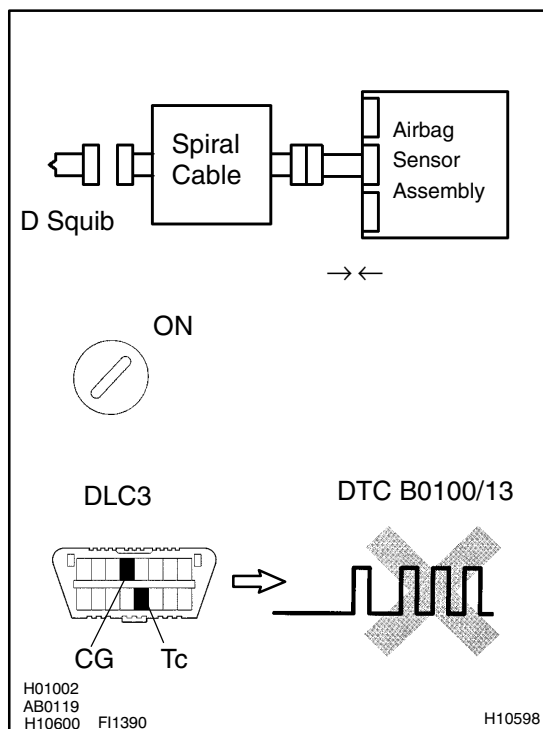 Spiral
Cable
Airbag
Sensor
Assembly
D Squib
ON
DLC3
DTC B0100/13
CG
Tc
H01002
AB0119
H10600 FI1390
H10598